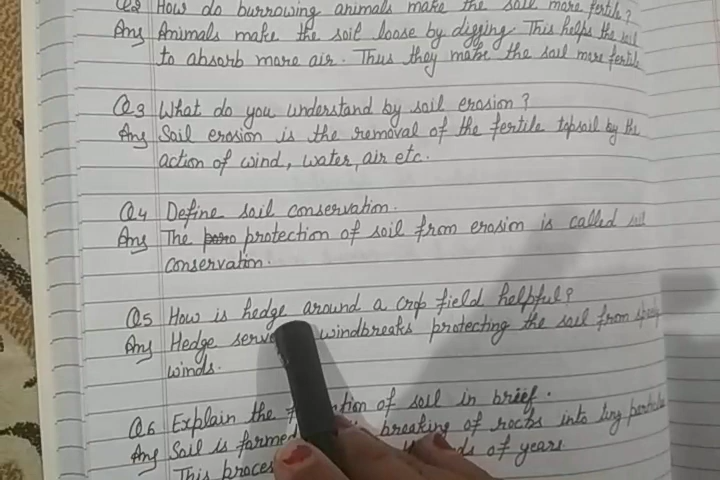 Q2 How do burrowing animals make the soil more fertile?
Ans Animals make the soil loose by digging. This helps the soil
to absorb more air. Thus they make the soil more fertile
Q3 What do you understand by soil erosion?
Ans Soil erosion is the removal of the fertile topsoil by the
action of wind, water, air etc.
Q4 Define soil conservation.
Ans The protection of soil from erosion is called soil
conservation.
Q5 How is hedge around a crop field helpful?
Ans Hedge serve windbreaks protecting the soil from
winds.
Q6 Explain the of soil in brief.
Ans Soil is formed breaking of rocks into tiny particles
of years
This